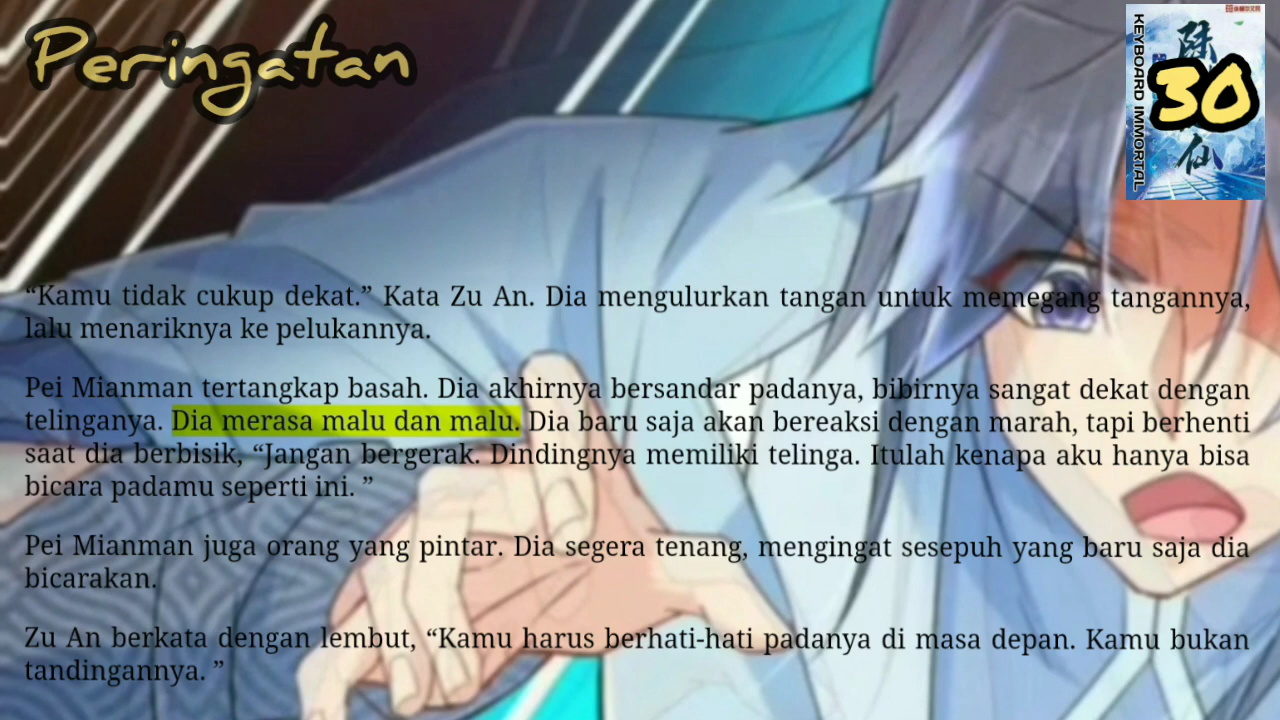 Peringatan
KEYBOARD IMMORTAL
30
仙
“Kamu tidak cukup dekat.” Kata Zu An. Dia mengulurkan tangan untuk memegang tangannya,
lalu menariknya ke pelukannya.
Pei Mianman tertangkap basah. Dia akhirnya bersandar padanya, bibirnya sangat dekat dengan
telinganya. Dia merasa malu dan malu. Dia baru saja akan bereaksi dengan marah, tapi berhenti
saat dia berbisik, “Jangan bergerak. Dindingnya memiliki telinga. Itulah kenapa aku hanya bisa
bicara padamu seperti ini. ”
Pei Mianman juga orang yang pintar. Dia segera tenang, mengingat sesepuh yang baru saja dia
bicarakan.
Zu An berkata dengan lembut, “Kamu harus berhati-hati padanya di masa depan. Kamu bukan
tandingannya. ”